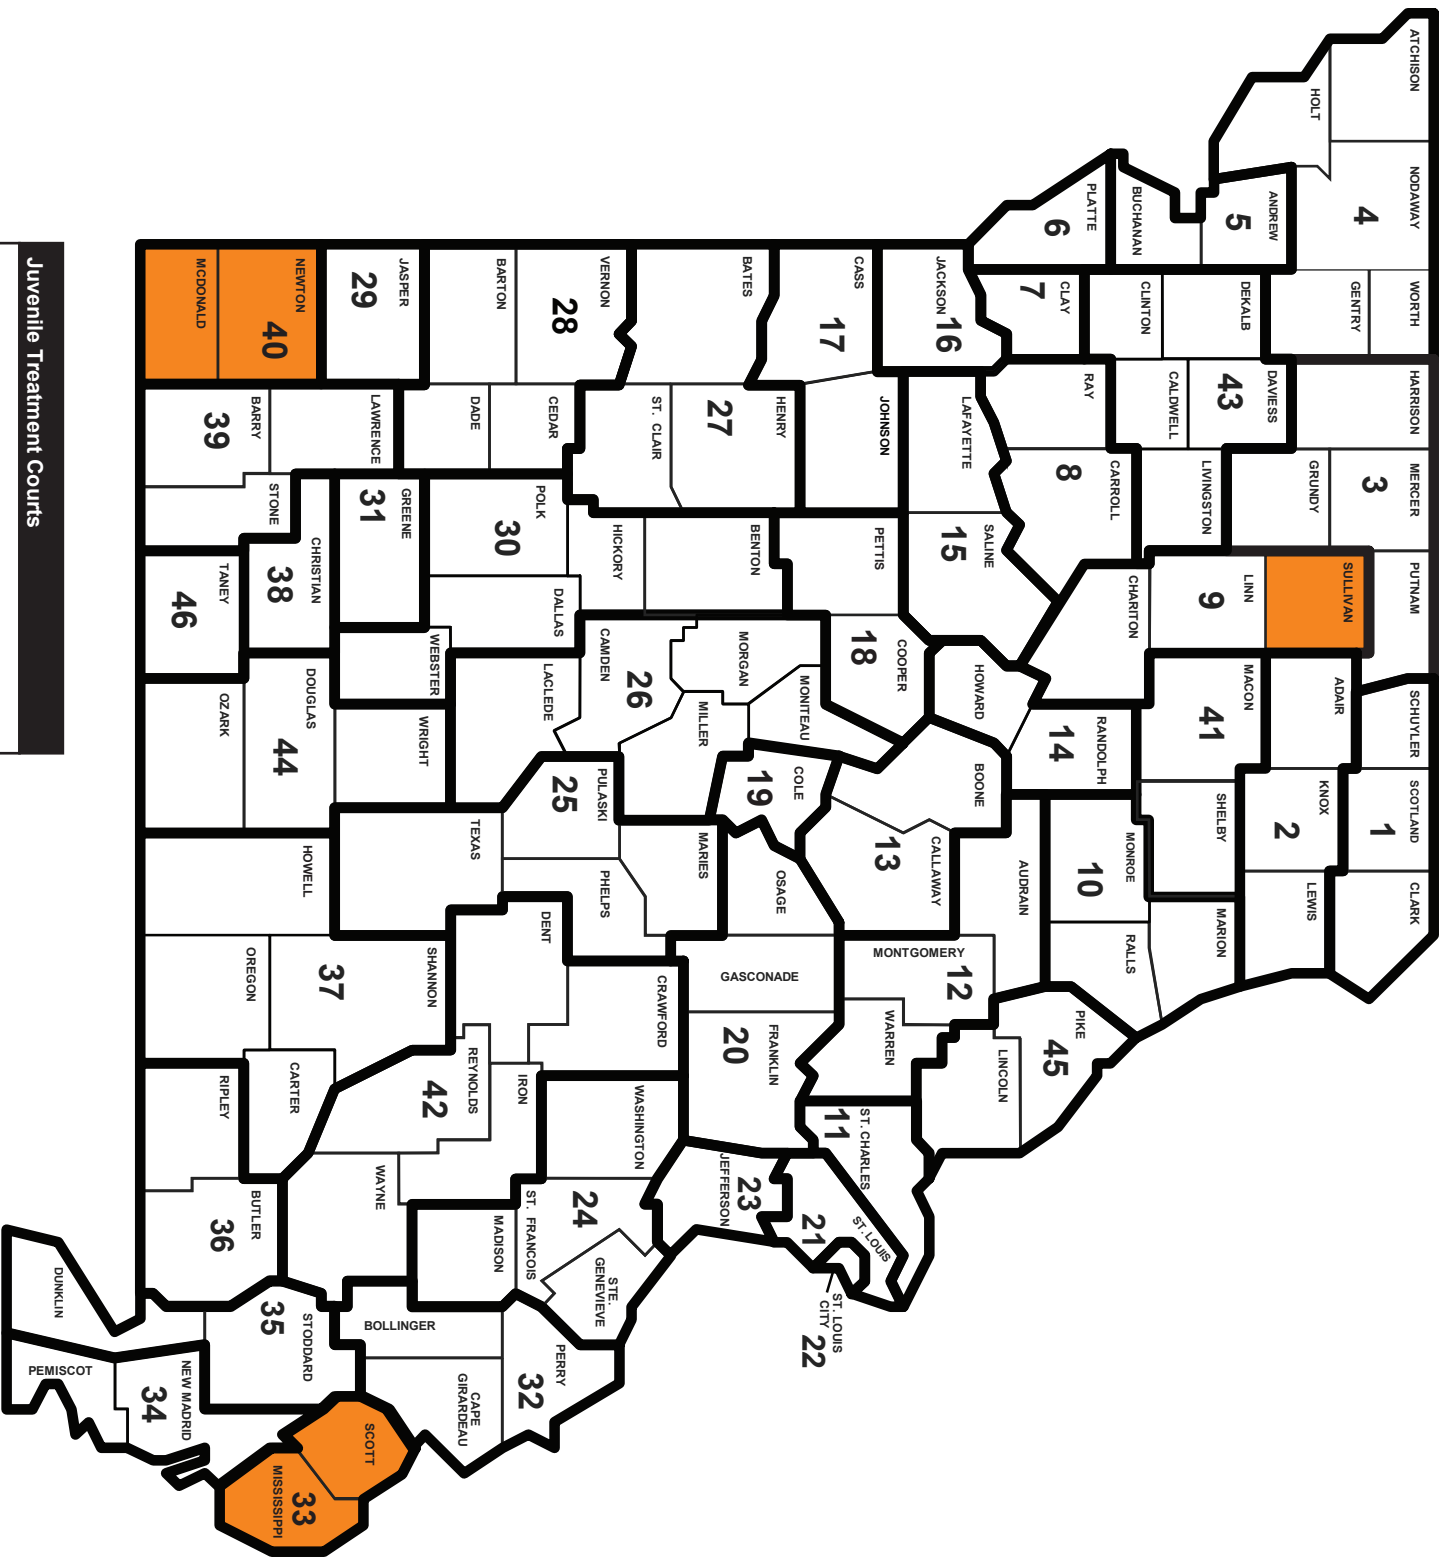 ATCHISON
NODAWAY
4
WORTH
GENTRY
HOLT
ANDREW
5
BUCHANAN
PLATTE
6
DEKALB
CLINTON
CLAY
7
HARRISON
MERCER
3
GRUNDY
DAVIESS
43
CALDWELL
LIVINGSTON
RAY
CARROLL
8
PUTNAM
SULLIVAN
LINN
9
CHARITON
SCHUYLER
SCOTLAND
1
CLARK
ADAIR
KNOX
2
LEWIS
MACON
41
SHELBY
MARION
RANDOLPH
14
HOWARD
MONROE
10
RALLS
AUDRAIN
PIKE
45
LINCOLN
MONTGOMERY
12
WARREN
BOONE
CALLAWAY
13
JACKSON
16
LAFAYETTE
SALINE
15
CASS
17
JOHNSON
PETTIS
COOPER
18
MONITEAU
COLE
19
OSAGE
GASCONADE
FRANKLIN
20
ST. CHARLES
11
ST. LOUIS
21
ST. LOUIS
CITY
22
JEFFERSON
23
BATES
HENRY
27
ST. CLAIR
BENTON
HICKORY
MORGAN
MILLER
26
CAMDEN
LACLEDE
MARIES
PULASKI
25
PHELPS
TEXAS
CRAWFORD
DENT
WASHINGTON
ST. FRANCOIS
24
STE.
GENEVIEVE
VERNON
28
BARTON
CEDAR
DADE
POLK
30
DALLAS
WEBSTER
WRIGHT
IRON
REYNOLDS
42
MADISON
WAYNE
PERRY
32
BOLLINGER
CAPE
GIRARDEAU
JASPER
29
LAWRENCE
GREENE
31
NEWTON
40
MCDONALD
BARRY
39
STONE
CHRISTIAN
38
TANEY
46
DOUGLAS
44
OZARK
HOWELL
SHANNON
37
OREGON
CARTER
RIPLEY
BUTLER
36
STODDARD
35
SCOTT
MISSISSIPPI
33
NEW MADRID
34
DUNKLIN
PEMISCOT
Juvenile Treatment Courts